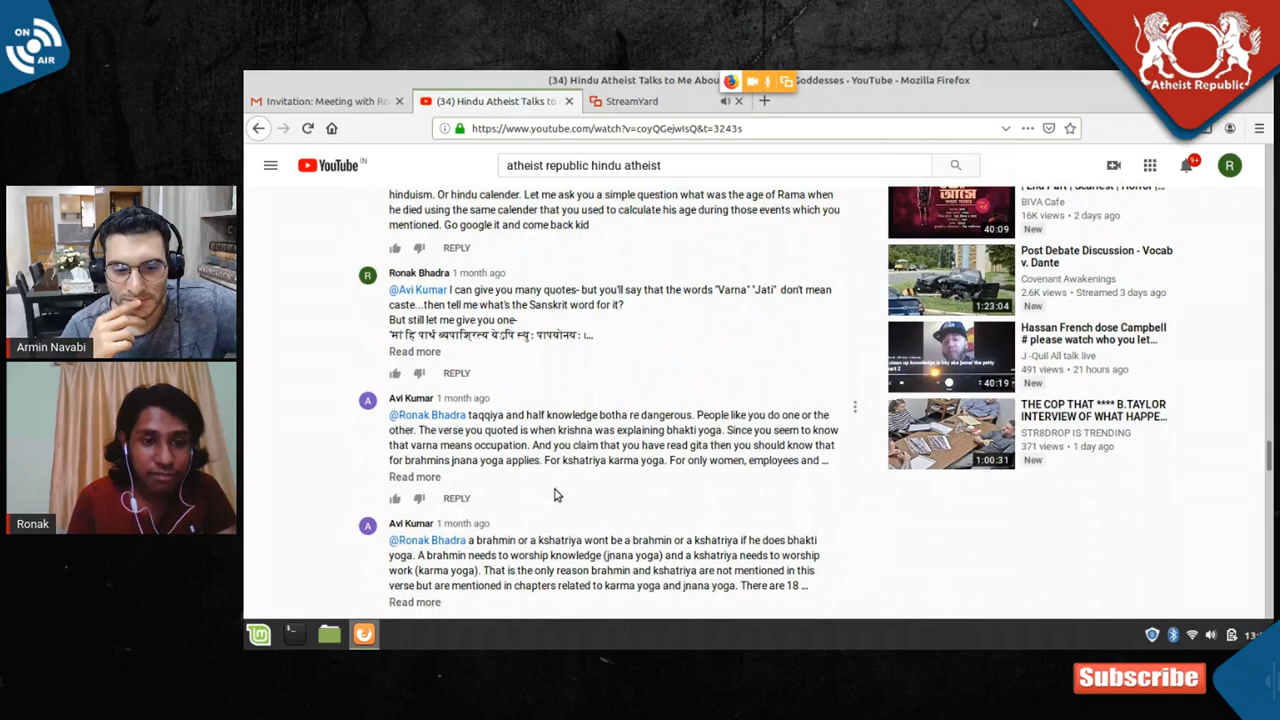 ON
AIR
Atheist Republic
(34) Hindu Atheist Talks to Me Abou
Goddesses - YouTube - Mozilla Firefox
Invitation: Meeting with Ro
(34) Hindu Atheist Talks to
StreamYard
https://www.youtube.com/watch?v=coyQGejwIsQ&t=3243s
YouTube IN
atheist republic hindu atheist
9+
R
hinduism. Or hindu calender. Let me ask you a simple question what was the age of Rama when
he died using the same calender that you used to calculate his age during those events which you
mentioned. Go google it and come back kid
REPLY
R
Ronak Bhadra 1 month ago
@Avi Kumar I can give you many quotes- but you'll say that the words "Varna" "Jati" don't mean
caste...then tell me what's the Sanskrit word for it?
But still let me give you one-
"मां हि पार्थ व्यपाश्रित्य येऽपि स्युः पापयोनयः।...
Read more
REPLY
A
Avi Kumar 1 month ago
@Ronak Bhadra taqqiya and half knowledge botha re dangerous. People like you do one or the
other. The verse you quoted is when krishna was explaining bhakti yoga. Since you seem to know
that varna means occupation. And you claim that you have read gita then you should know that
for brahmins jnana yoga applies. For kshatriya karma yoga. For only women, employees and ...
Read more
REPLY
A
Avi Kumar 1 month ago
@Ronak Bhadra a brahmin or a kshatriya wont be a brahmin or a kshatriya if he does bhakti
yoga. A brahmin needs to worship knowledge (jnana yoga) and a kshatriya needs to worship
work (karma yoga). That is the only reason brahmin and kshatriya are not mentioned in this
verse but are mentioned in chapters related to karma yoga and jnana yoga. There are 18 ...
Read more
| End Part | Scariest | Horror |...
BIVA Cafe
16K views • 2 days ago
New
40:09
Post Debate Discussion - Vocab
v. Dante
Covenant Awakenings
2.6K views • Streamed 3 days ago
New
1:23:04
Hassan French dose Campbell
# please watch who you let...
J -Quil All talk live
491 views • 21 hours ago
New
40:19
THE COP THAT **** B.TAYLOR
INTERVIEW OF WHAT HAPPE...
STR8DROP IS TRENDING
371 views • 1 day ago
New
1:00:31
Armin Navabi
Ronak
13:
Subscribe